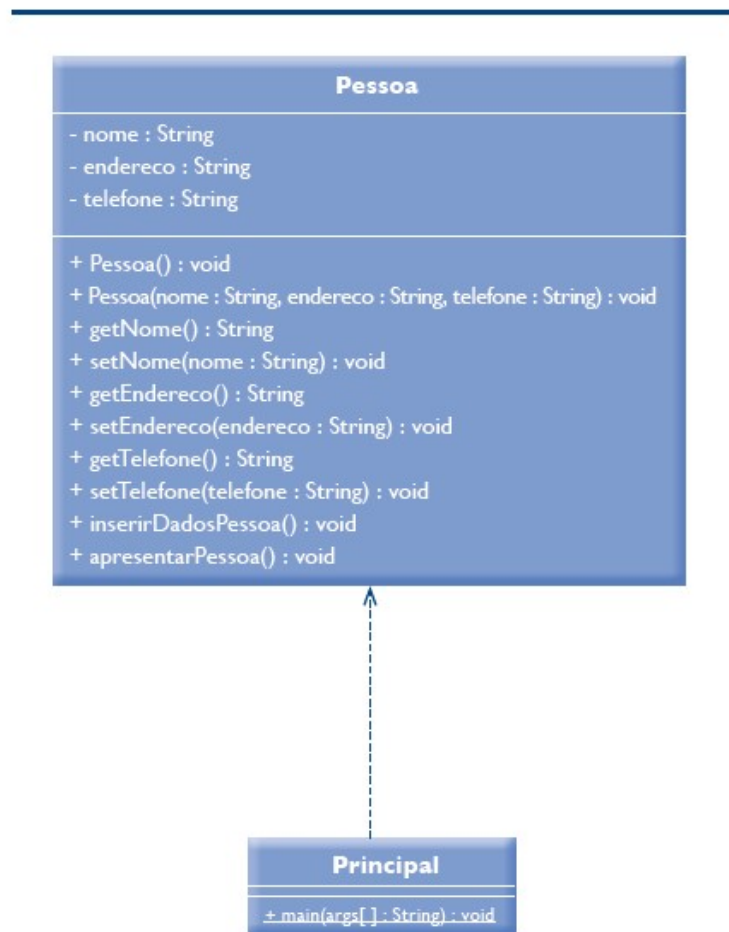 Pessoa
- nome : String
- endereco : String
- telefone : String
+ Pessoa() : void
+ Pessoa(nome : String, endereco : String, telefone : String) : void
+ getNome() : String
+ setNome(nome : String) : void
+ getEndereco() : String
+ setEndereco(endereco : String) : void
+ getTelefone() : String
+ setTelefone(telefone : String) : void
+ inserirDadosPessoa() : void
+ apresentarPessoa() : void
Principal
+ main(args[ ] : String) : void